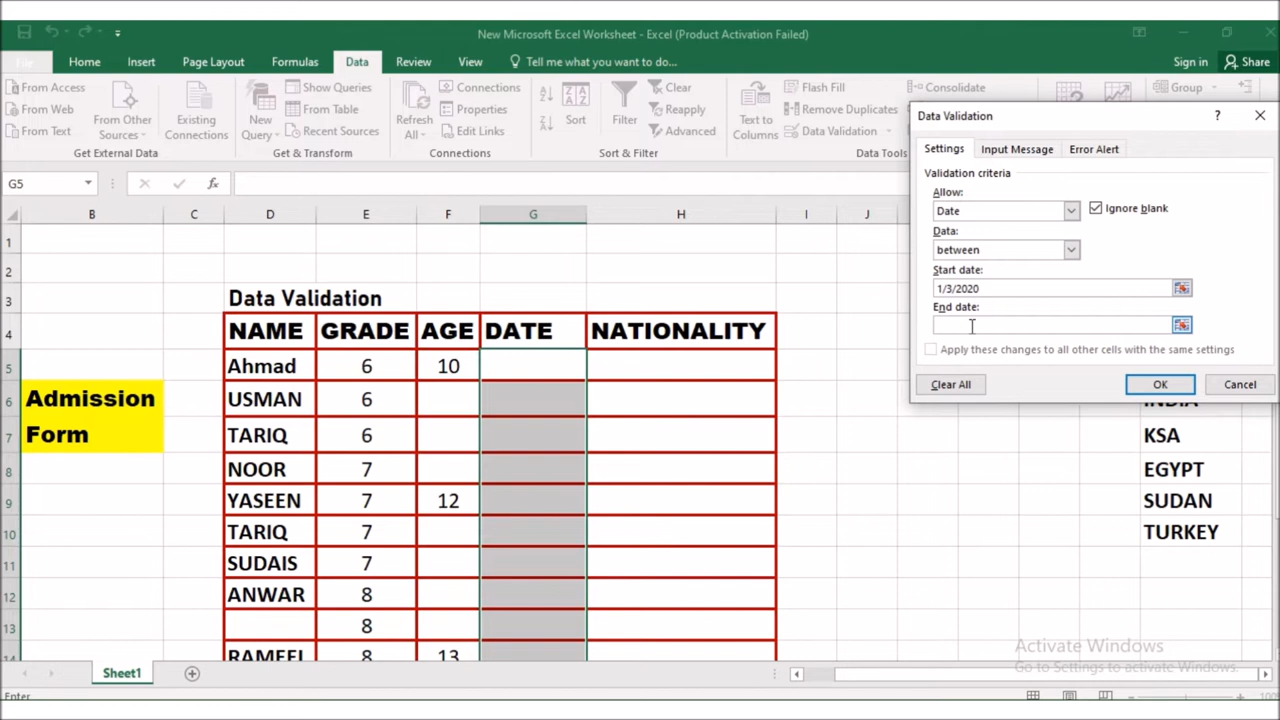 New Microsoft Excel Worksheet - Excel (Product Activation Failed)
File Home Insert Page Layout Formulas Data Review View Tell me what you want to do... Sign in Share
From Access
From Web
From Text
From Other Sources
Existing Connections
Get External Data
New Query
Show Queries
From Table
Recent Sources
Get & Transform
Refresh All
Connections
Properties
Edit Links
Connections
Sort
Filter
Clear
Reapply
Advanced
Sort & Filter
Text to Columns
Flash Fill
Remove Duplicates
Data Validation
Data Tools
Consolidate
Group
G5
fx
B C D E F G H I J
1
2
3 Data Validation
4 NAME GRADE AGE DATE NATIONALITY
5 Ahmad 6 10
6 Admission USMAN 6 INDIA
7 Form TARIQ 6 KSA
8 NOOR 7 EGYPT
9 YASEEN 7 12 SUDAN
10 TARIQ 7 TURKEY
11 SUDAIS 7
12 ANWAR 8
13 8
14 RAMEEL 8 13
Data Validation ?
Settings Input Message Error Alert
Validation criteria
Allow:
Date Ignore blank
Data:
between
Start date:
1/3/2020
End date:
Apply these changes to all other cells with the same settings
Clear All OK Cancel
Activate Windows
Go to Settings to activate Windows.
Sheet1
Enter